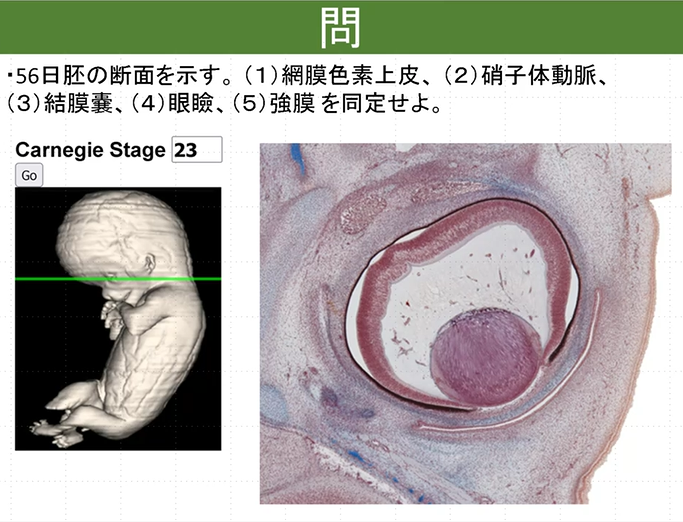 問
・56日胚の断面を示す。（１）網膜色素上皮、（２）硝子体動脈、
（３）結膜嚢、（４）眼瞼、（５）強膜 を同定せよ。
Carnegie Stage 23
Go